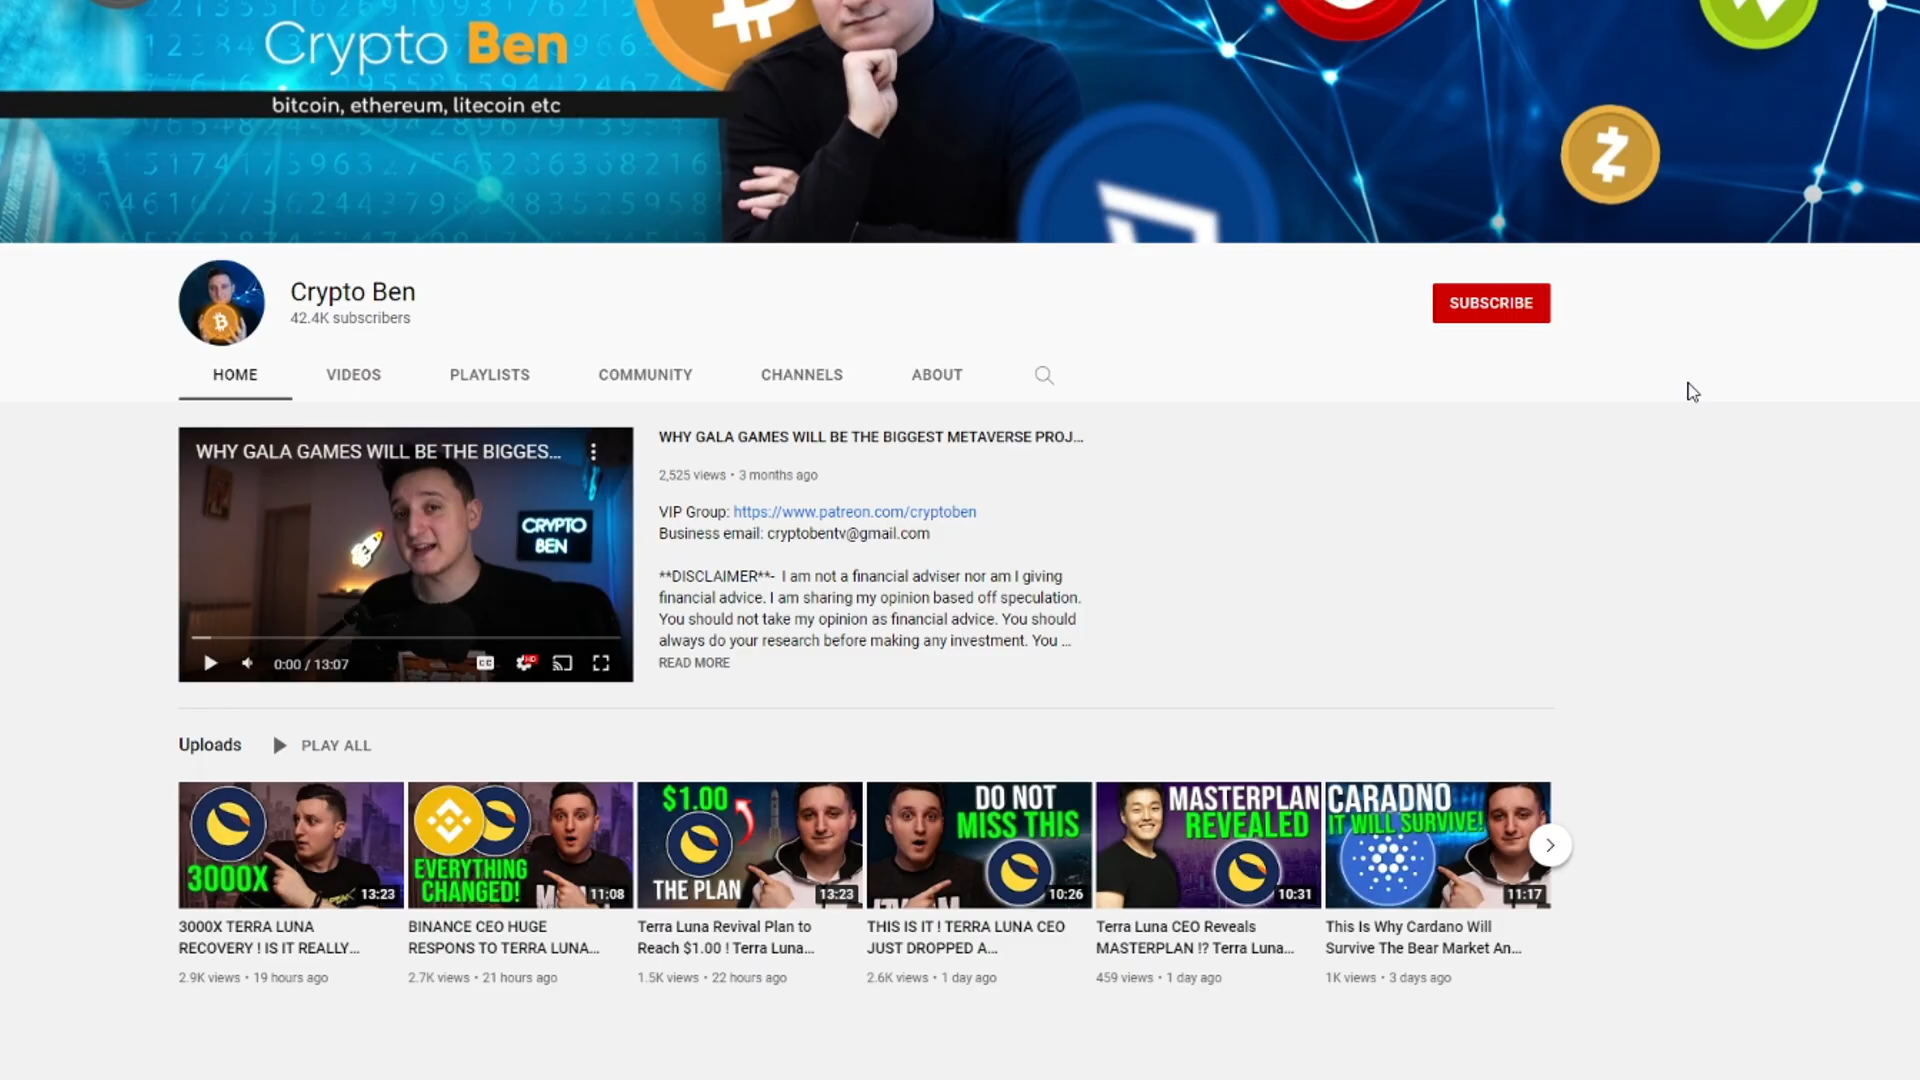 Crypto Ben
bitcoin, ethereum, litecoin etc
Crypto Ben
42.4K subscribers
SUBSCRIBE
HOME VIDEOS PLAYLISTS COMMUNITY CHANNELS ABOUT
WHY GALA GAMES WILL BE THE BIGGES...
CRYPTO
BEN
0:00 / 13:07
CC
HD
WHY GALA GAMES WILL BE THE BIGGEST METAVERSE PROJ...
2,525 views • 3 months ago
VIP Group: https://www.patreon.com/cryptoben
Business email: cryptobentv@gmail.com
**DISCLAIMER**- I am not a financial adviser nor am I giving
financial advice. I am sharing my opinion based off speculation.
You should not take my opinion as financial advice. You should
always do your research before making any investment. You ...
READ MORE
Uploads PLAY ALL
3000X
13:23
3000X TERRA LUNA
RECOVERY ! IS IT REALLY...
2.9K views • 19 hours ago
EVERYTHING
CHANGED!
11:08
BINANCE CEO HUGE
RESPONS TO TERRA LUNA...
2.7K views • 21 hours ago
$1.00
THE PLAN
13:23
Terra Luna Revival Plan to
Reach $1.00 ! Terra Luna...
1.5K views • 22 hours ago
DO NOT
MISS THIS
10:26
THIS IS IT ! TERRA LUNA CEO
JUST DROPPED A...
2.6K views • 1 day ago
MASTERPLAN
REVEALED
10:31
Terra Luna CEO Reveals
MASTERPLAN !? Terra Luna...
459 views • 1 day ago
CARADNO
IT WILL SURVIVE!
11:17
This Is Why Cardano Will
Survive The Bear Market An...
1K views • 3 days ago